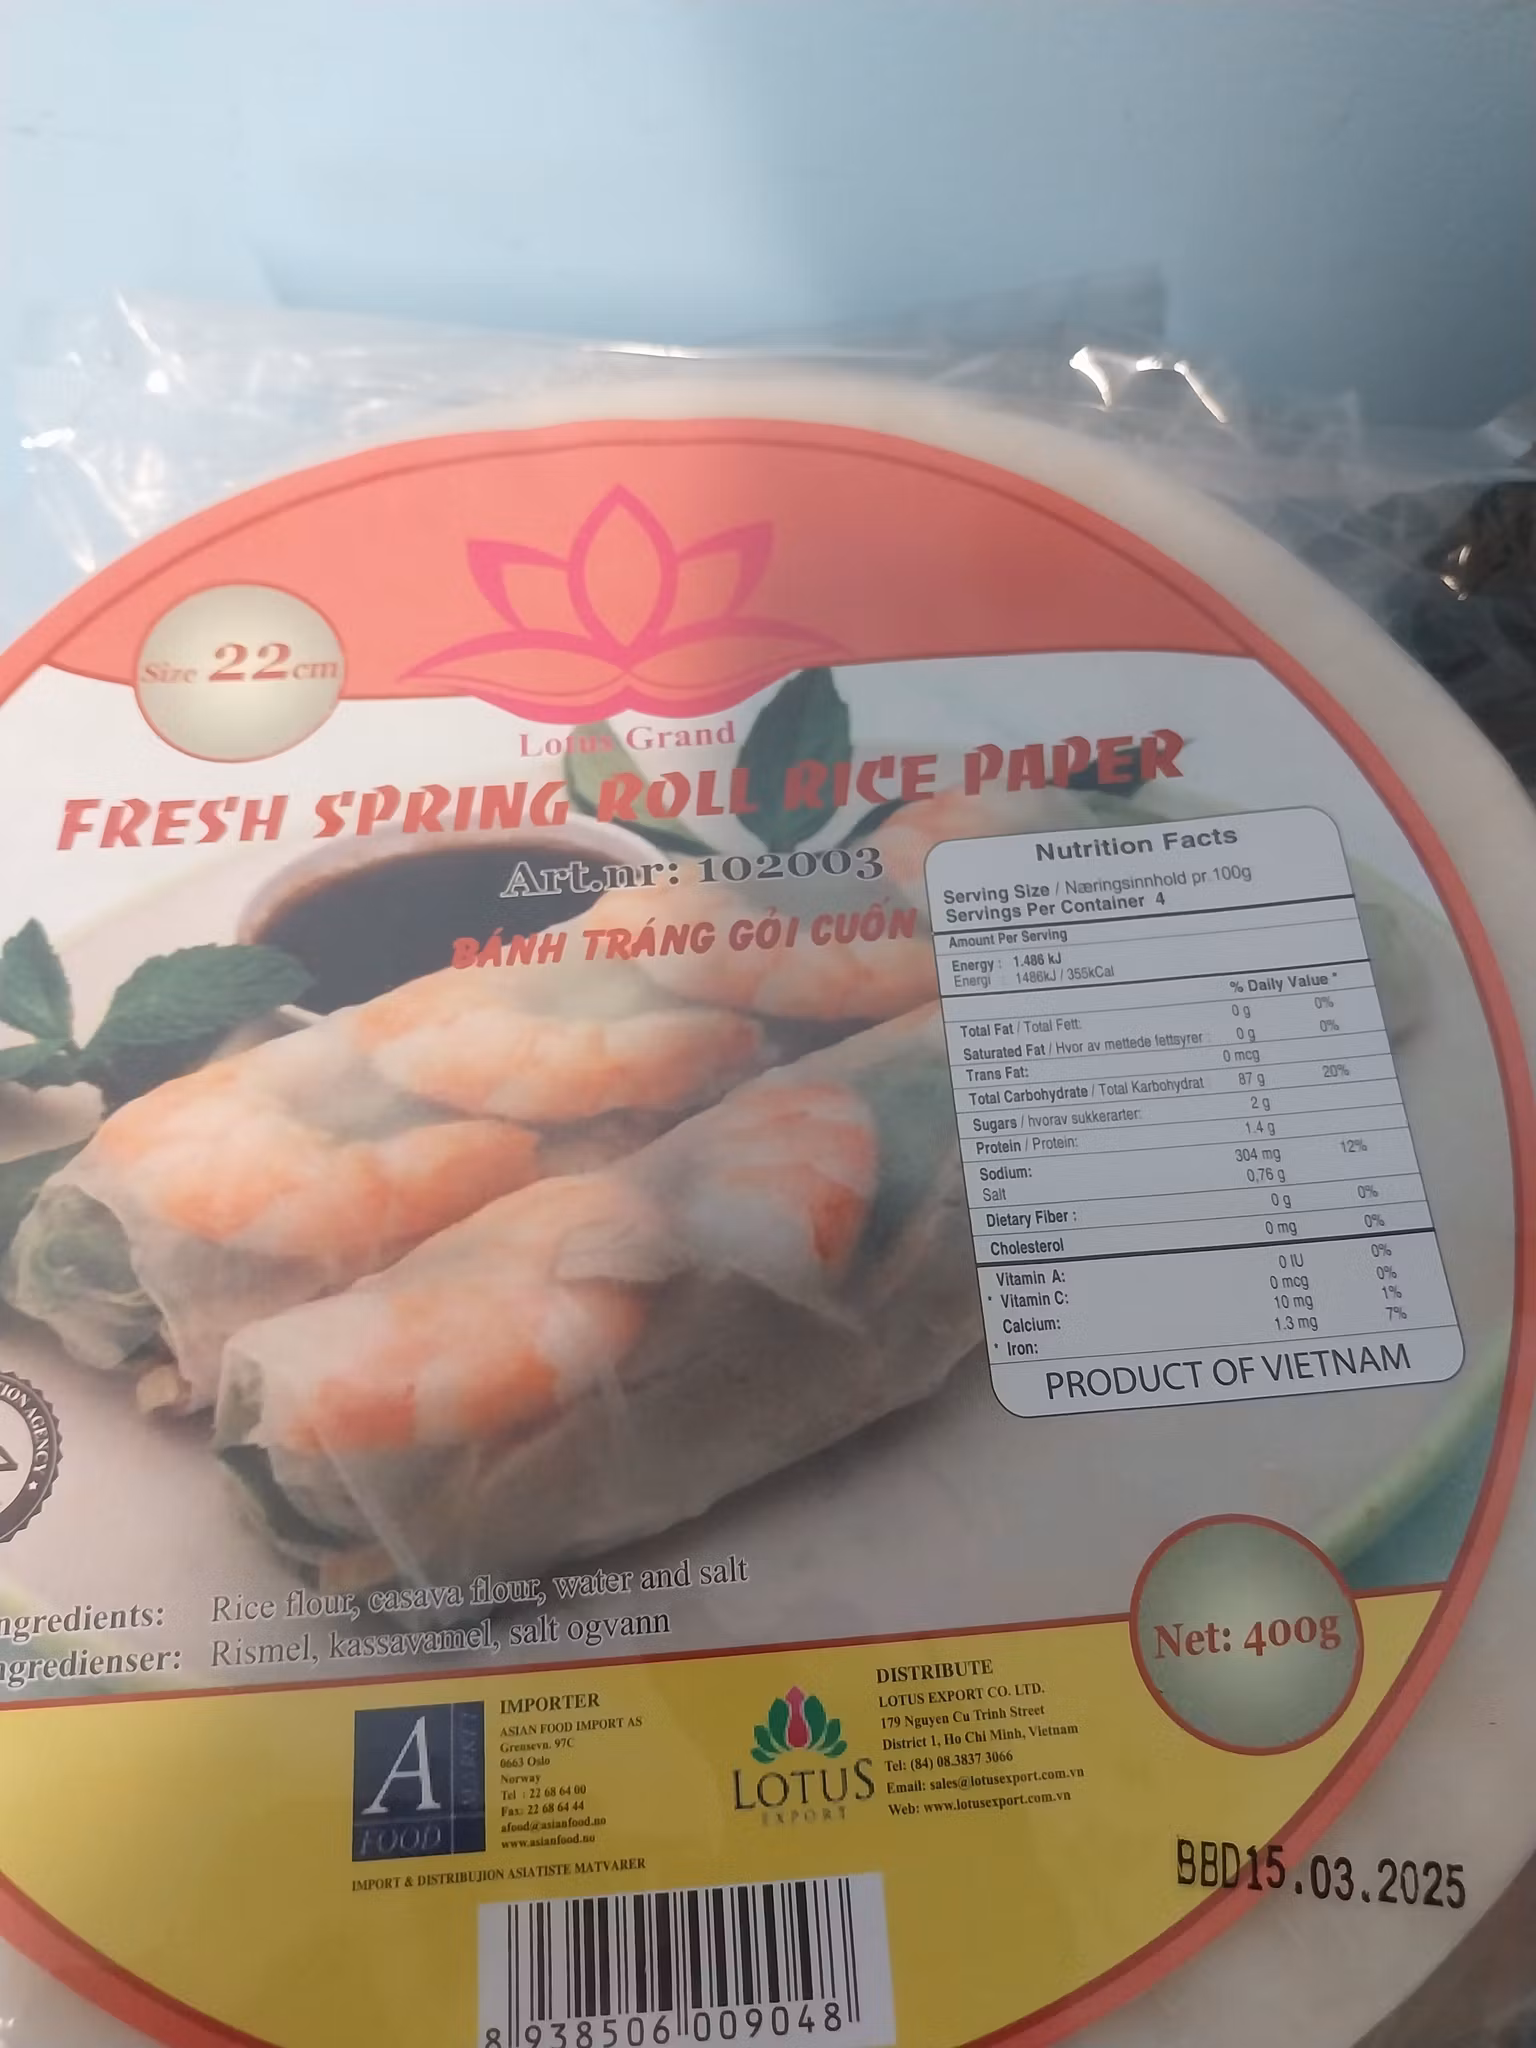 Size 22cm
Lotus Grand
FRESH SPRING ROLL RICE PAPER
Art.nr: 102003
BÁNH TRÁNG GỎI CUỐN
Nutrition Facts
Serving Size / Næringsinnhold pr.100g
Servings Per Container 4
Amount Per Serving
Energy : 1.486 kJ
Energi : 1486kJ / 355kCal
% Daily Value *
Total Fat / Total Fett: 0 g 0%
Saturated Fat / Hvor av mettede fettsyrer 0 g 0%
Trans Fat: 0 mcg
Total Carbohydrate / Total Karbohydrat 87 g 20%
Sugars / hvorav sukkerarter: 2 g
Protein / Protein: 1.4 g
Sodium: 304 mg 12%
Salt 0,76 g
Dietary Fiber : 0 g 0%
Cholesterol 0 mg 0%
Vitamin A: 0 IU 0%
* Vitamin C: 0 mcg 0%
Calcium: 10 mg 1%
* Iron: 1.3 mg 7%
PRODUCT OF VIETNAM
ION AGENCY
ngredients: Rice flour, casava flour, water and salt
ngredienser: Rismel, kassavamel, salt ogvann
Net: 400g
A MARKET
FOOD
IMPORTER
ASIAN FOOD IMPORT AS
Grensevn. 97C
0663 Oslo
Norway
Tel : 22 68 64 00
Fax: 22 68 64 44
afood@asianfood.no
www.asianfood.no
IMPORT & DISTRIBUJION ASIATISTE MATVARER
LOTUS
EXPORT
DISTRIBUTE
LOTUS EXPORT CO. LTD.
179 Nguyen Cu Trinh Street
District 1, Ho Chi Minh, Vietnam
Tel: (84) 08.3837 3066
Email: sales@lotusexport.com.vn
Web: www.lotusexport.com.vn
BBD15.03.2025
8 938506 009048